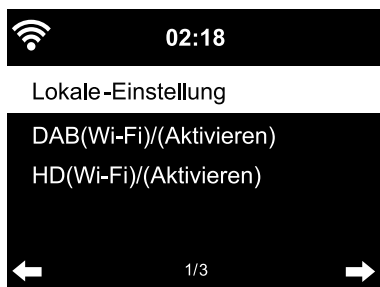 02:18
Lokale-Einstellung
DAB(Wi-Fi)/(Aktivieren)
HD(Wi-Fi)/(Aktivieren)
1/3